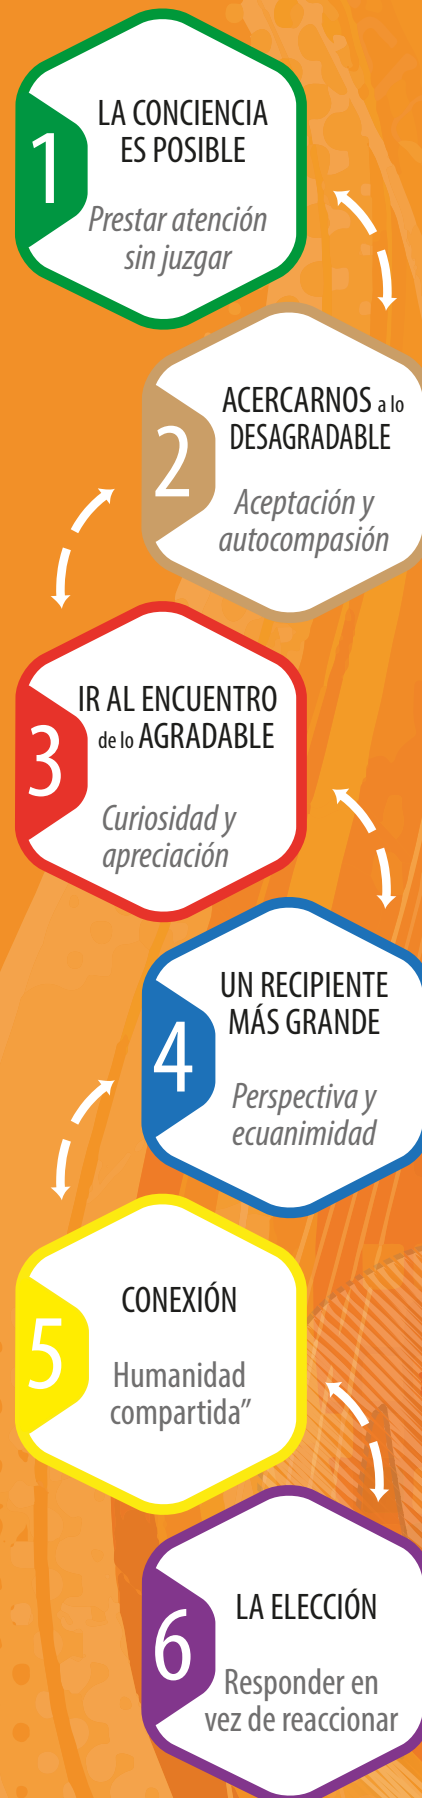 1
LA CONCIENCIA
ES POSIBLE
Prestar atención
sin juzgar
2
ACERCARNOS a lo
DESAGRADABLE
Aceptación y
autocompasión
3
IR AL ENCUENTRO
de lo AGRADABLE
Curiosidad y
apreciación
4
UN RECIPIENTE
MÁS GRANDE
Perspectiva y
ecuanimidad
5
CONEXIÓN
Humanidad
compartida”
6
LA ELECCIÓN
Responder en
vez de reaccionar